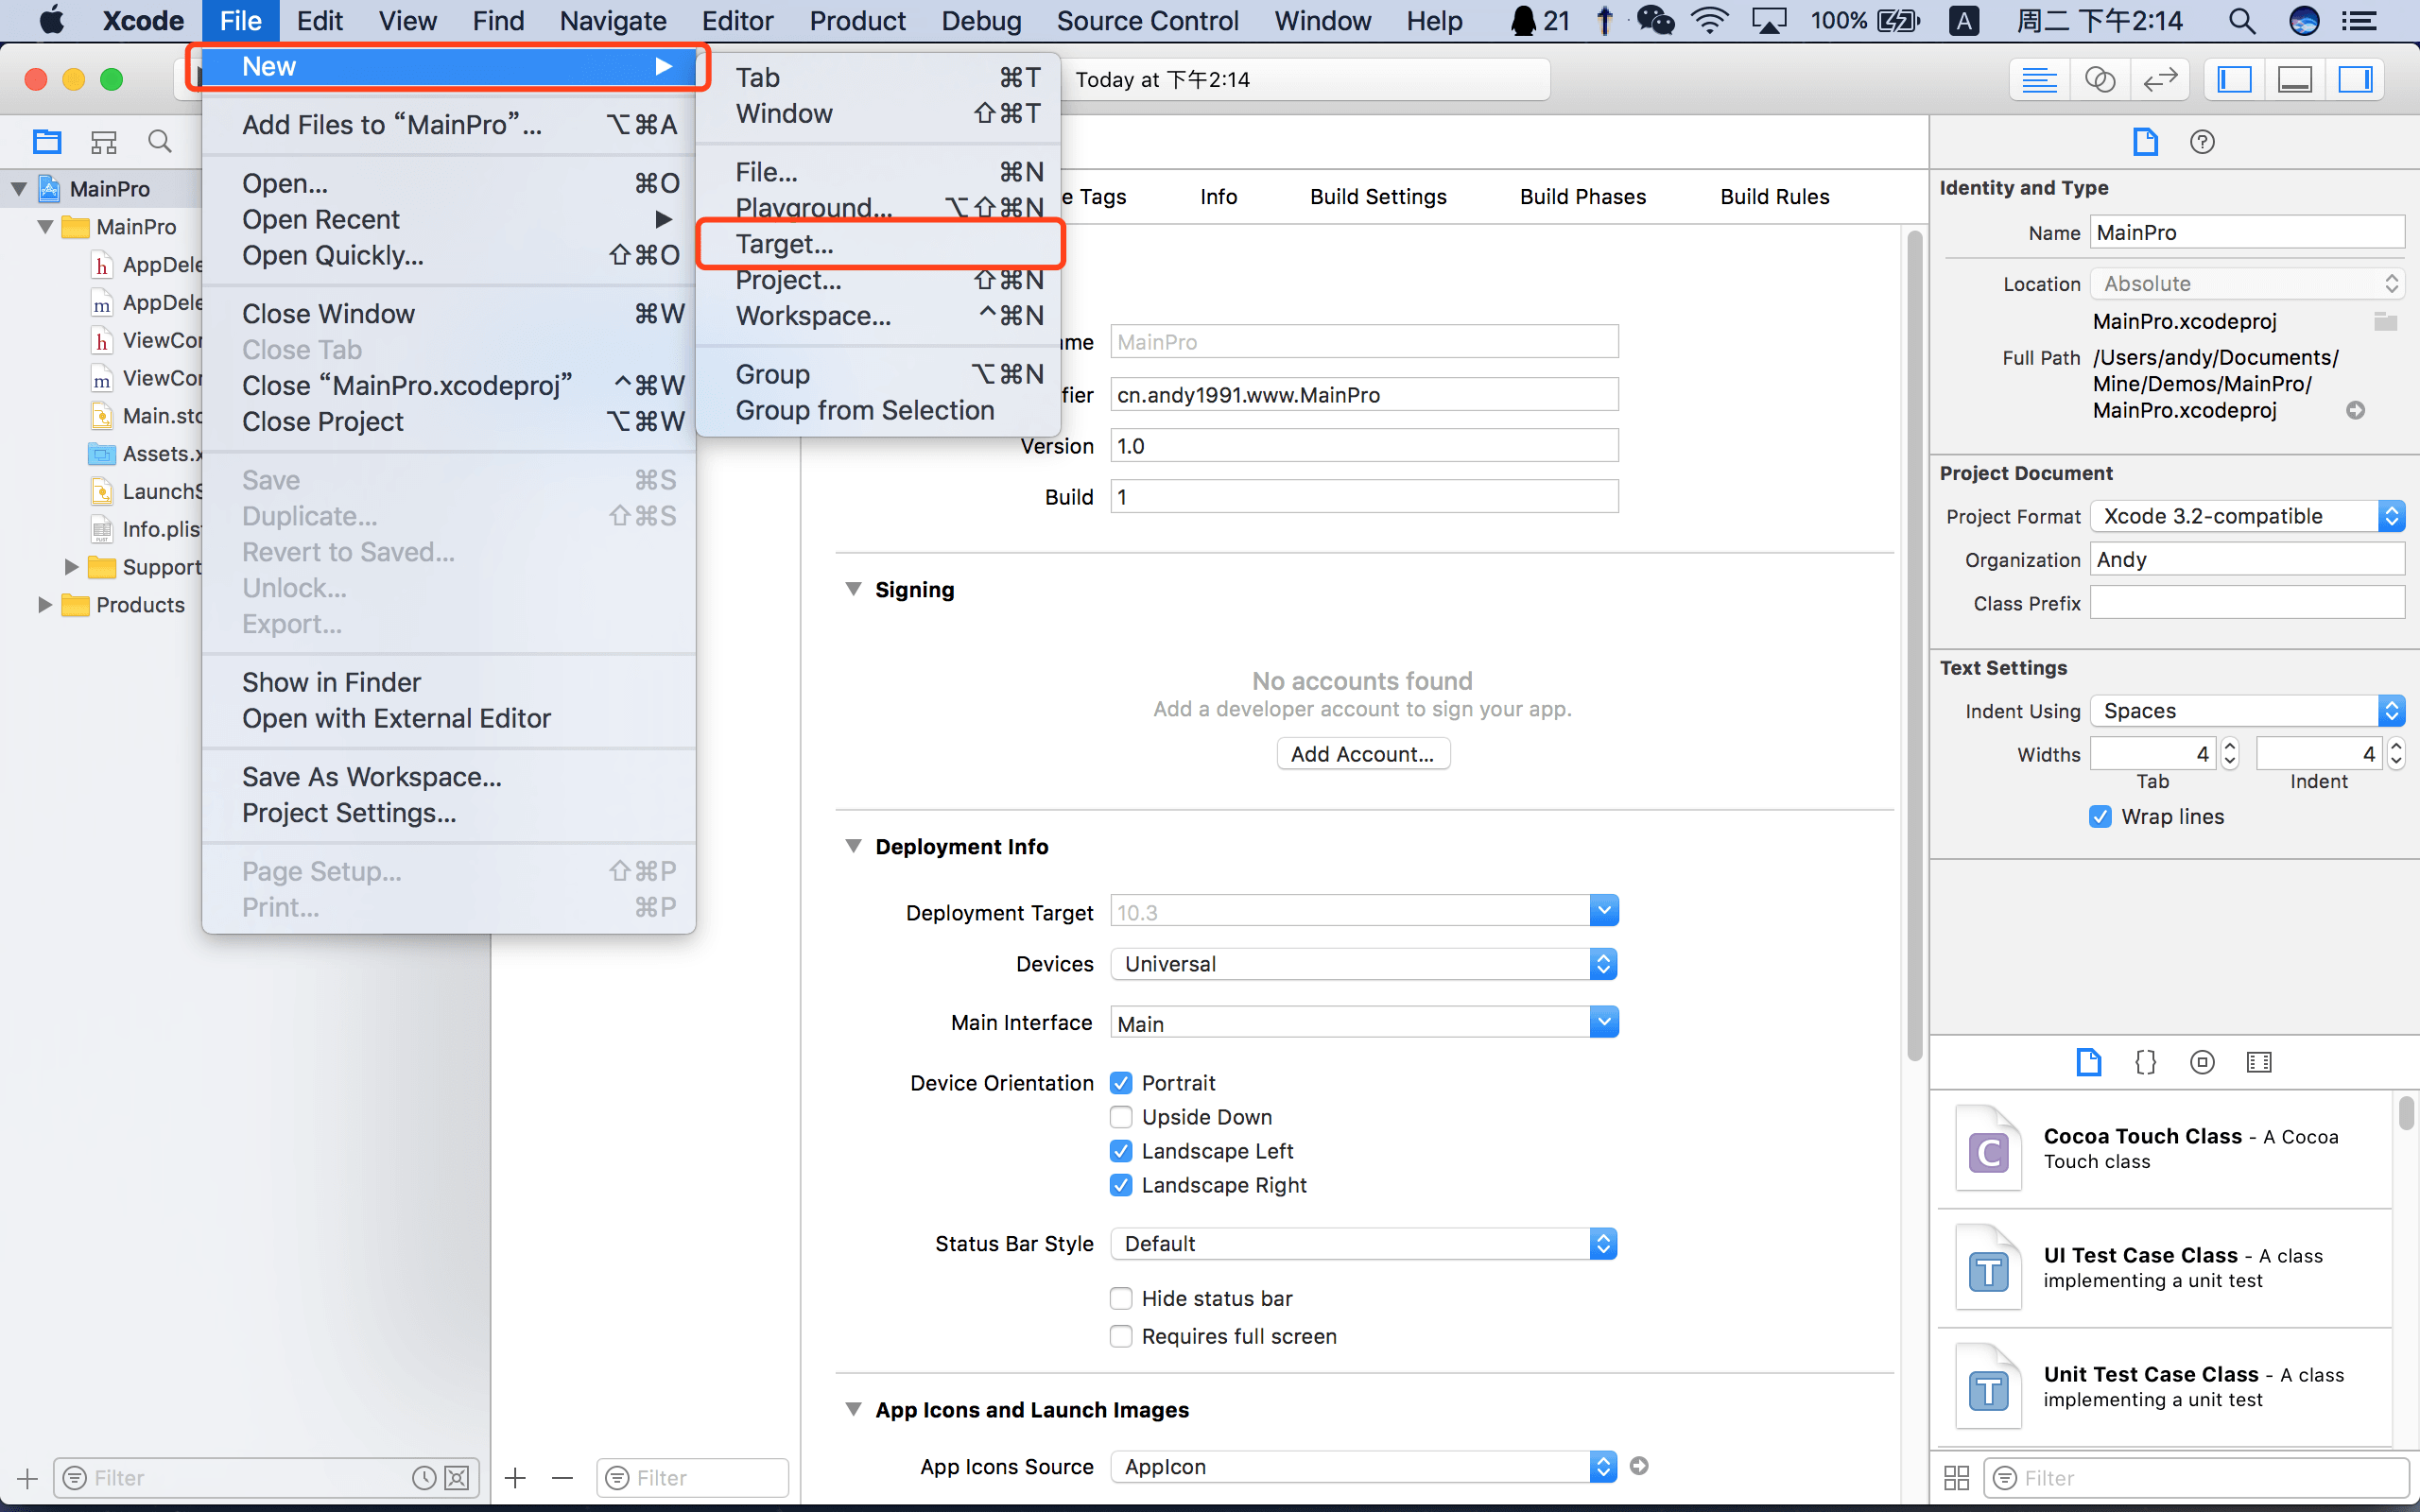 Xcode File Edit View Find Navigate Editor Product Debug Source Control Window Help 21 100% A 周二 下午2:14
New
Add Files to “MainPro”... ⌥⌘A
Open... ⌘O
Open Recent
Open Quickly... ⇧⌘O
Close Window ⌘W
Close Tab
Close “MainPro.xcodeproj” ^⌘W
Close Project ⌥⌘W
Save ⌘S
Duplicate... ⇧⌘S
Revert to Saved...
Unlock...
Export...
Show in Finder
Open with External Editor
Save As Workspace...
Project Settings...
Page Setup... ⇧⌘P
Print... ⌘P
Tab ⌘T
Window ⇧⌘T
File... ⌘N
Playground... ⌥⇧⌘N
Target...
Project... ⇧⌘N
Workspace... ^⌘N
Group ⌥⌘N
Group from Selection
Today at 下午2:14
MainPro
MainPro
h AppDele
m AppDele
h ViewCor
m ViewCor
Main.sto
Assets.x
LaunchS
Info.plis
Support
Products
Filter
Filter
e Tags Info Build Settings Build Phases Build Rules
me MainPro
fier cn.andy1991.www.MainPro
Version 1.0
Build 1
Signing
No accounts found
Add a developer account to sign your app.
Add Account...
Deployment Info
Deployment Target 10.3
Devices Universal
Main Interface Main
Device Orientation Portrait
Upside Down
Landscape Left
Landscape Right
Status Bar Style Default
Hide status bar
Requires full screen
App Icons and Launch Images
App Icons Source AppIcon
Identity and Type
Name MainPro
Location Absolute
MainPro.xcodeproj
Full Path /Users/andy/Documents/
Mine/Demos/MainPro/
MainPro.xcodeproj
Project Document
Project Format Xcode 3.2-compatible
Organization Andy
Class Prefix
Text Settings
Indent Using Spaces
Widths 4 4
Tab Indent
Wrap lines
{}
C
Cocoa Touch Class - A Cocoa
Touch class
T
UI Test Case Class - A class
implementing a unit test
T
Unit Test Case Class - A class
implementing a unit test
Filter